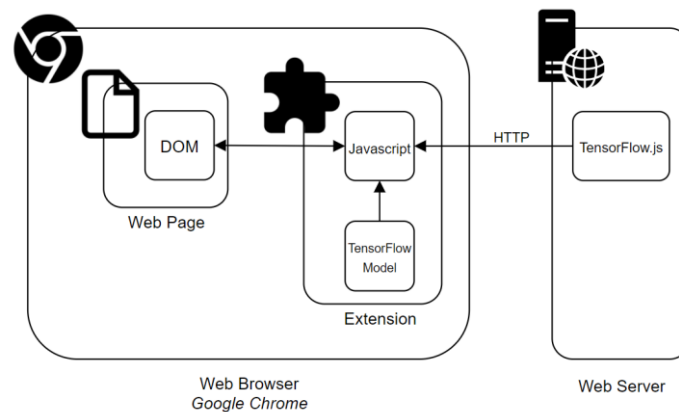 DOM
Web Page
Javascript
TensorFlow
Model
Extension
HTTP
TensorFlow.js
Web Browser
Google Chrome
Web Server